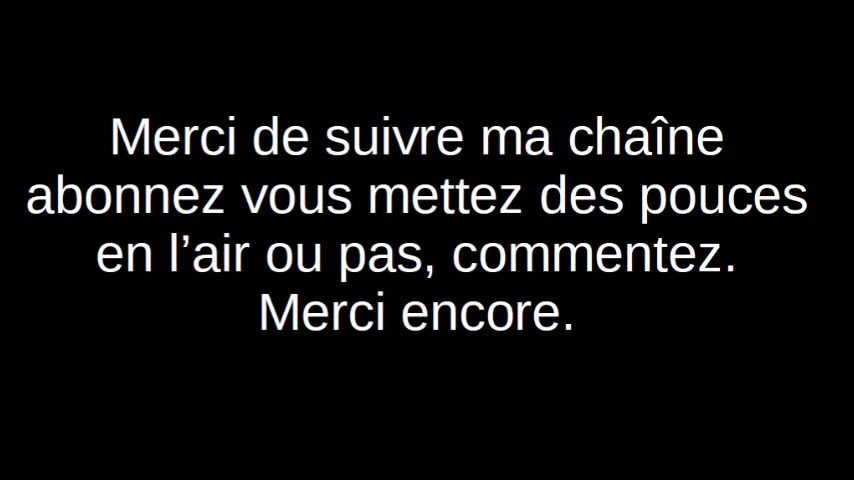 Merci de suivre ma chaîne
abonnez vous mettez des pouces
en l’air ou pas, commentez.
Merci encore.